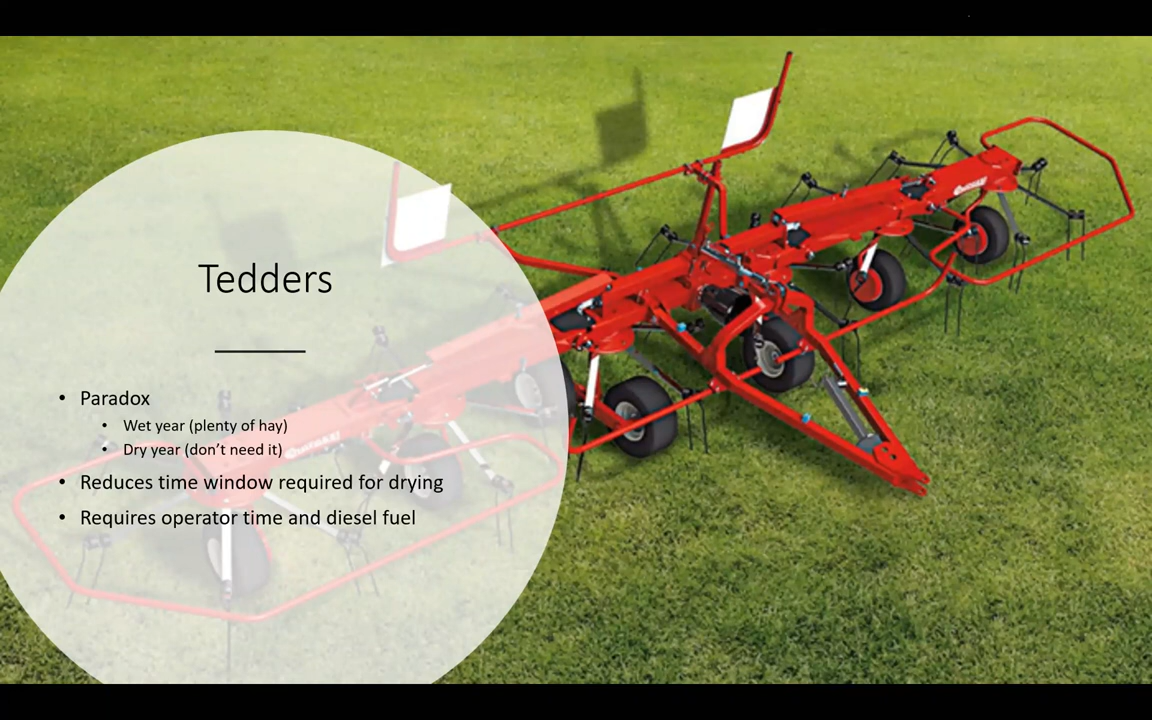 Tedders
• Paradox
• Wet year (plenty of hay)
• Dry year (don't need it)
• Reduces time window required for drying
• Requires operator time and diesel fuel